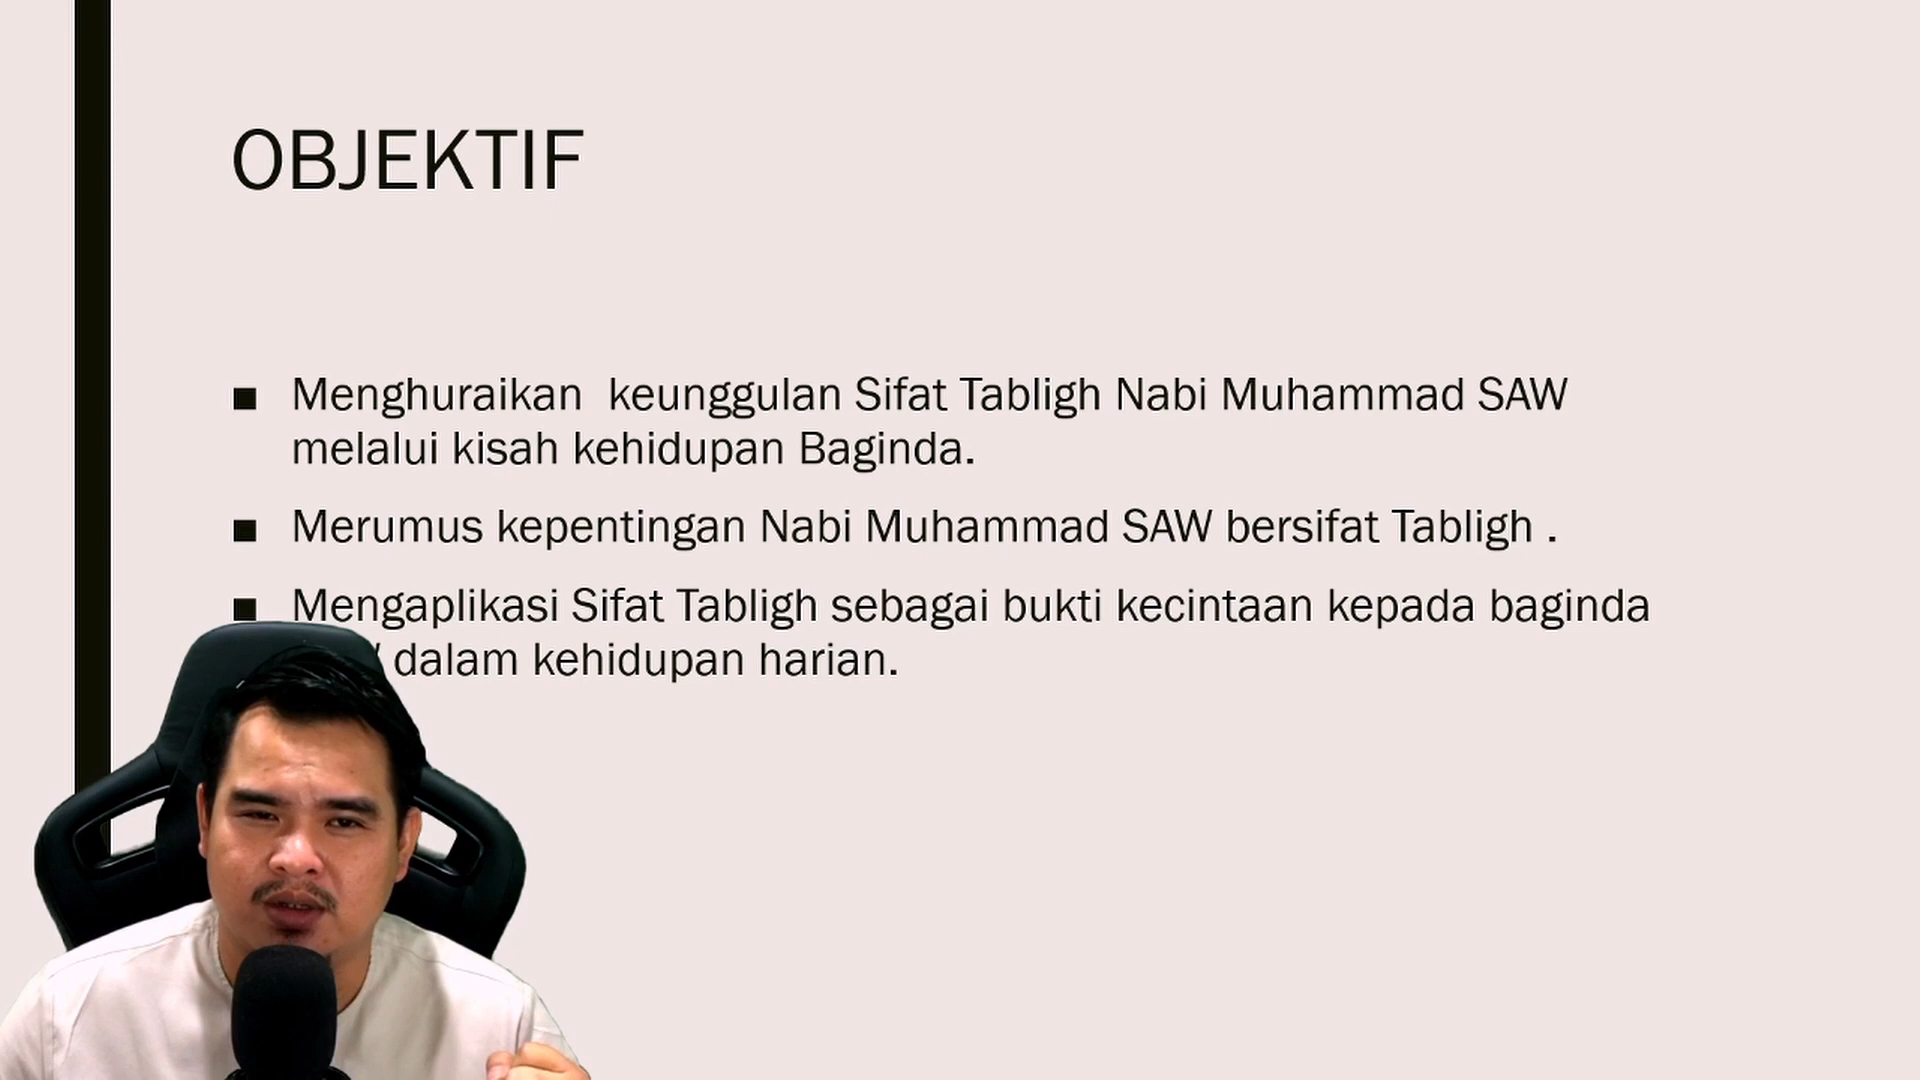 OBJEKTIF
■ Menghuraikan  keunggulan Sifat Tabligh Nabi Muhammad SAW
melalui kisah kehidupan Baginda.
■ Merumus kepentingan Nabi Muhammad SAW bersifat Tabligh .
■ Mengaplikasi Sifat Tabligh sebagai bukti kecintaan kepada baginda
dalam kehidupan harian.